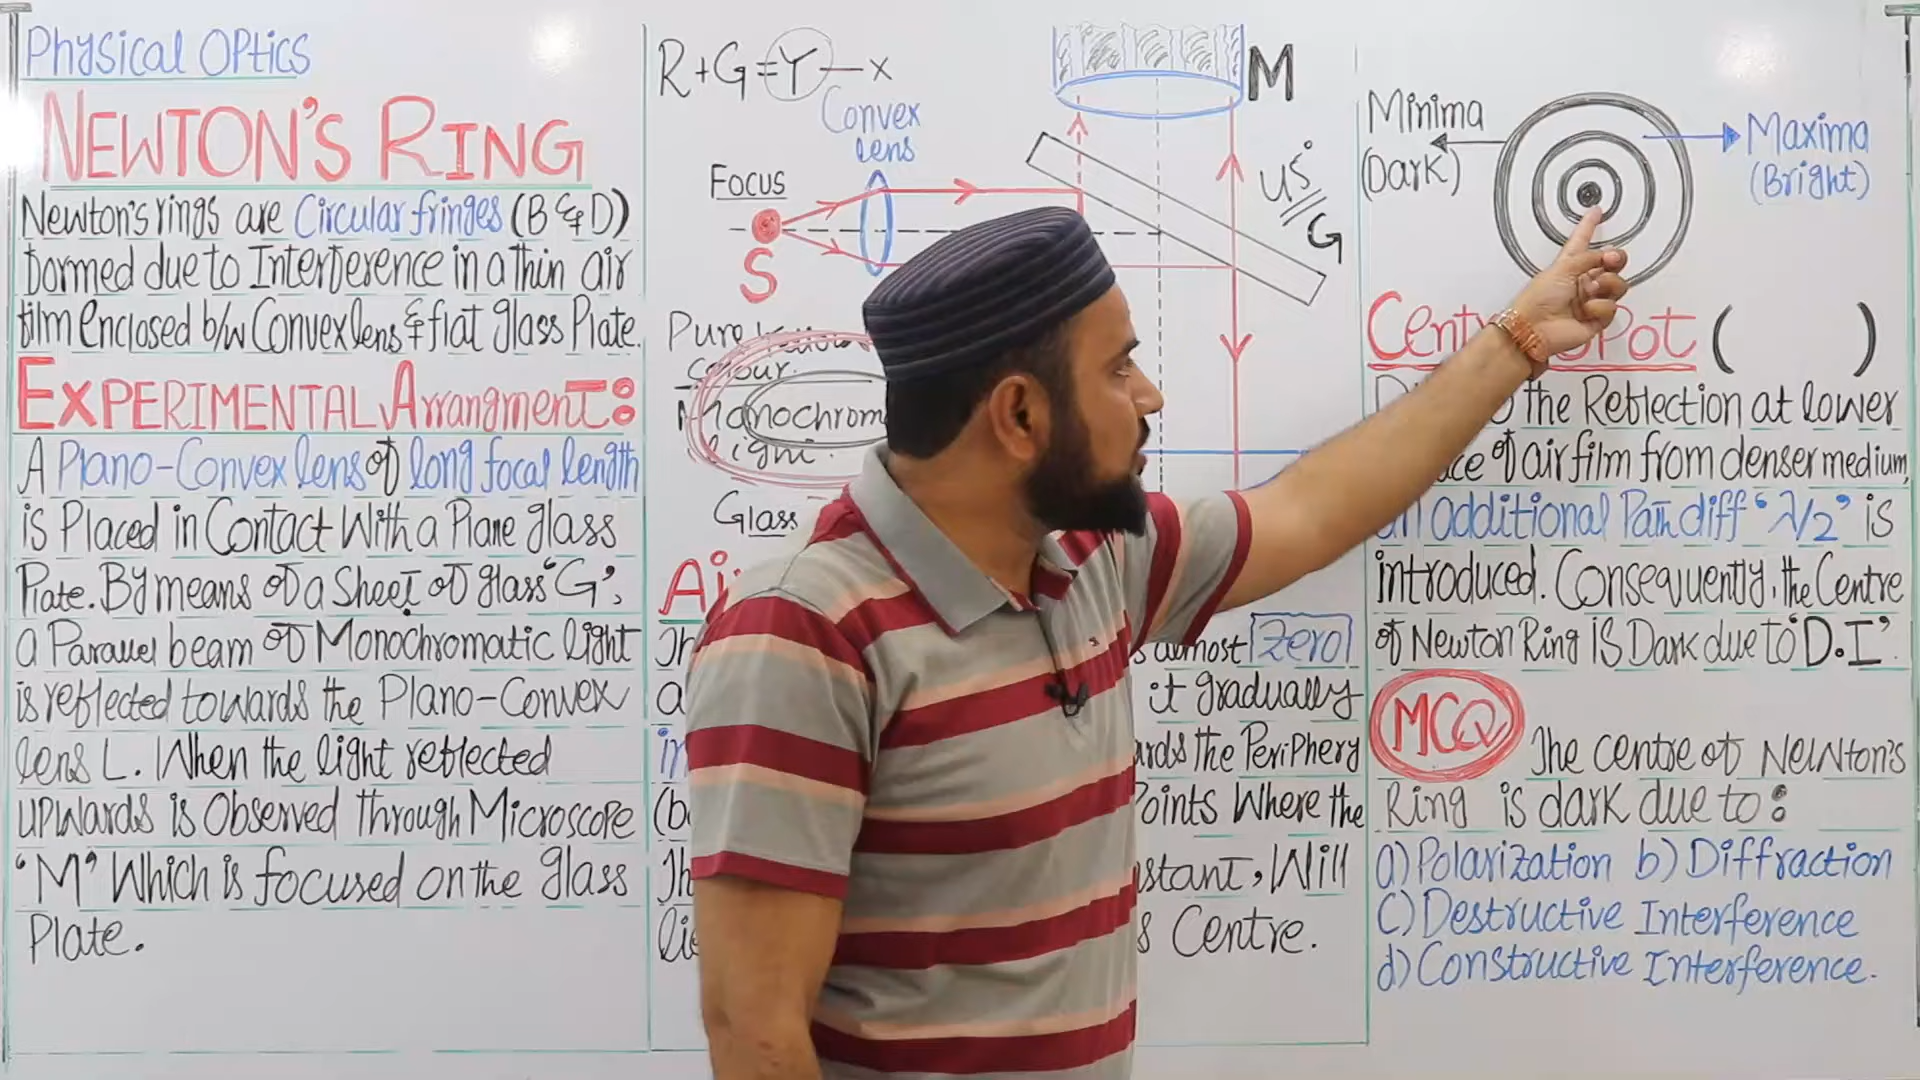 Physical Optics
NEWTON'S RING
Newton's rings are Circular fringes (B & D)
formed due to Interference in a thin air
film enclosed b/w Convex lens & flat glass Plate.
EXPERIMENTAL Arrangment:
A Plano-Convex lens of long focal length
is Placed in Contact With a Plane glass
Plate. By means of a Sheet of glass 'G',
a Parallel beam of Monochromatic light
is reflected towards the Plano-Convex
lens L. When the light reflected
upwards is Observed through Microscope
'M' Which is focused on the glass
Plate.
R+G=Y—x
Convex
lens
M
Focus
S
45°
G
Pure
colour.
Monochrom
light.
Glass
Ai
almost Zero
it gradually
in
the Periphery
Points Where the
Will
lie
Centre.
Minima
(Dark)
Maxima
(Bright)
Spot ( )
the Reflection at lower
of air film from denser medium,
an additional Path diff 'λ/2' is
introduced. Consequently, the Centre
of Newton Ring is Dark due to 'D.I'.
MCQ The centre of Newton's
Ring is dark due to:
a) Polarization b) Diffraction
c) Destructive Interference
d) Constructive Interference.